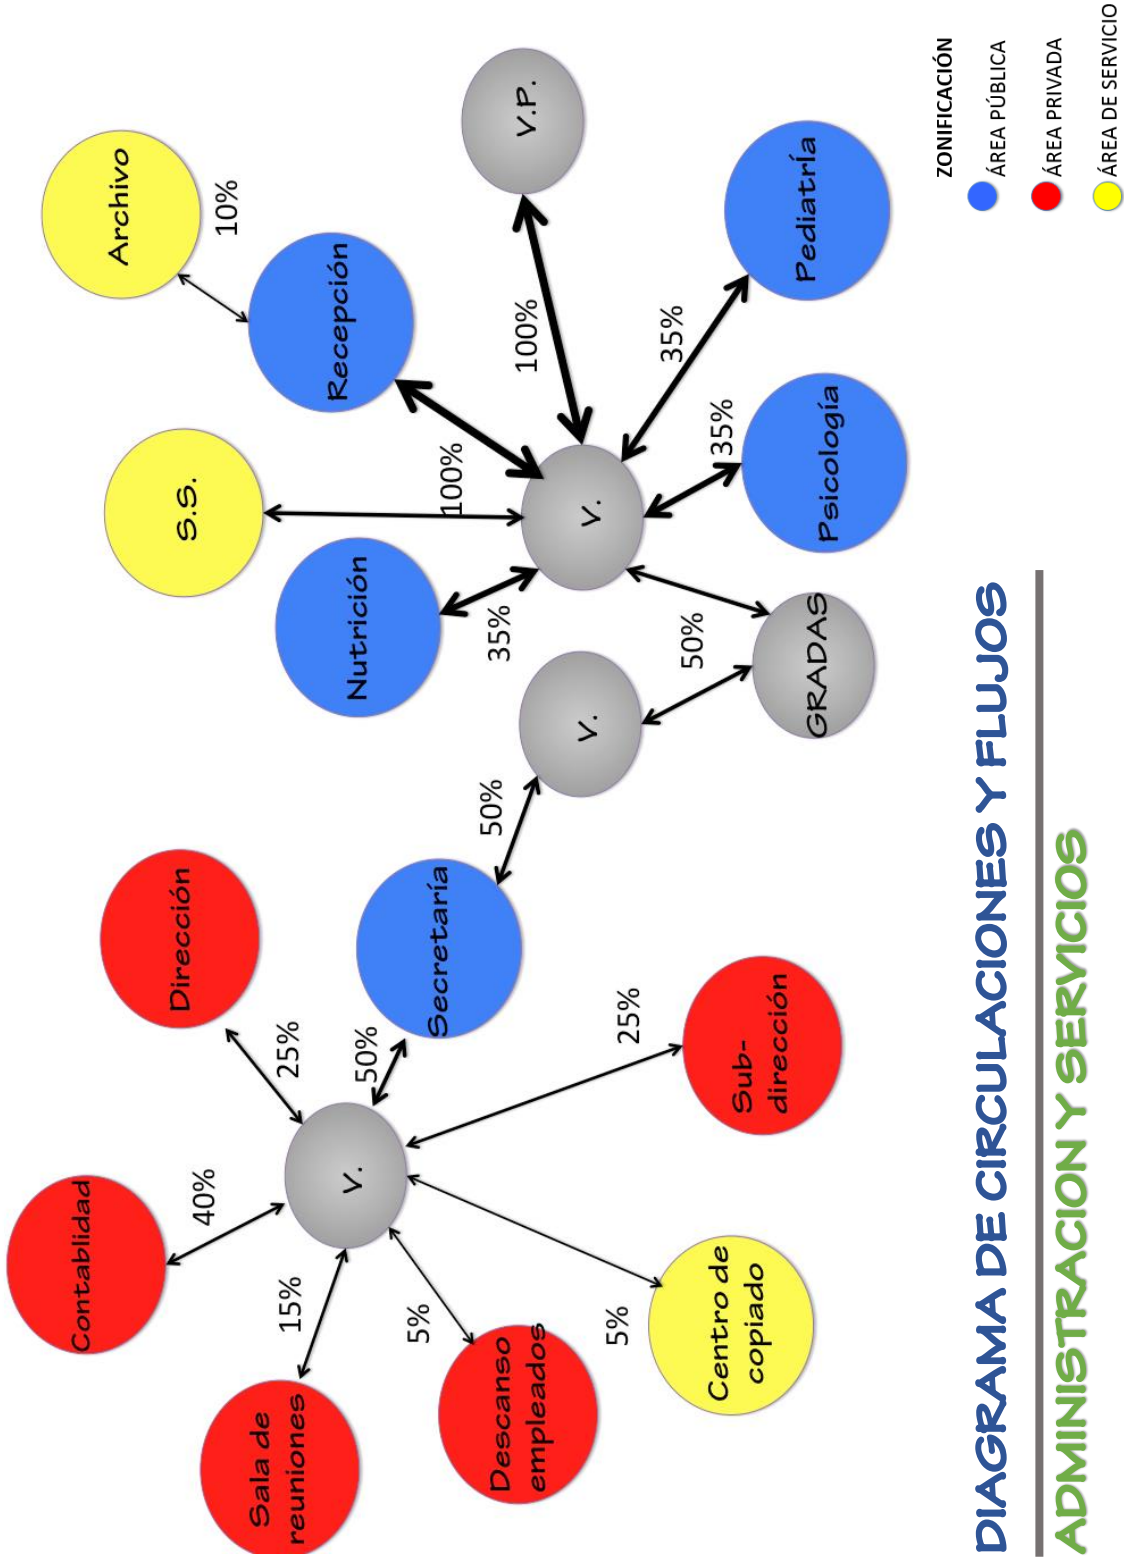 Contablidad
40%
Dirección
25%
Sala de
reuniones
15%
V.
50%
Secretaría
50%
Descanso
empleados
5%
Centro de
copiado
5%
Sub-
dirección
25%
S.S.
Archivo
10%
Recepción
100%
Nutrición
35%
V.
V.
100%
V.P.
50%
GRADAS
Psicología
35%
Pediatría
35%
DIAGRAMA DE CIRCULACIONES Y FLUJOS
ADMINISTRACION Y SERVICIOS
ZONIFICACIÓN
ÁREA PÚBLICA
ÁREA PRIVADA
ÁREA DE SERVICIO